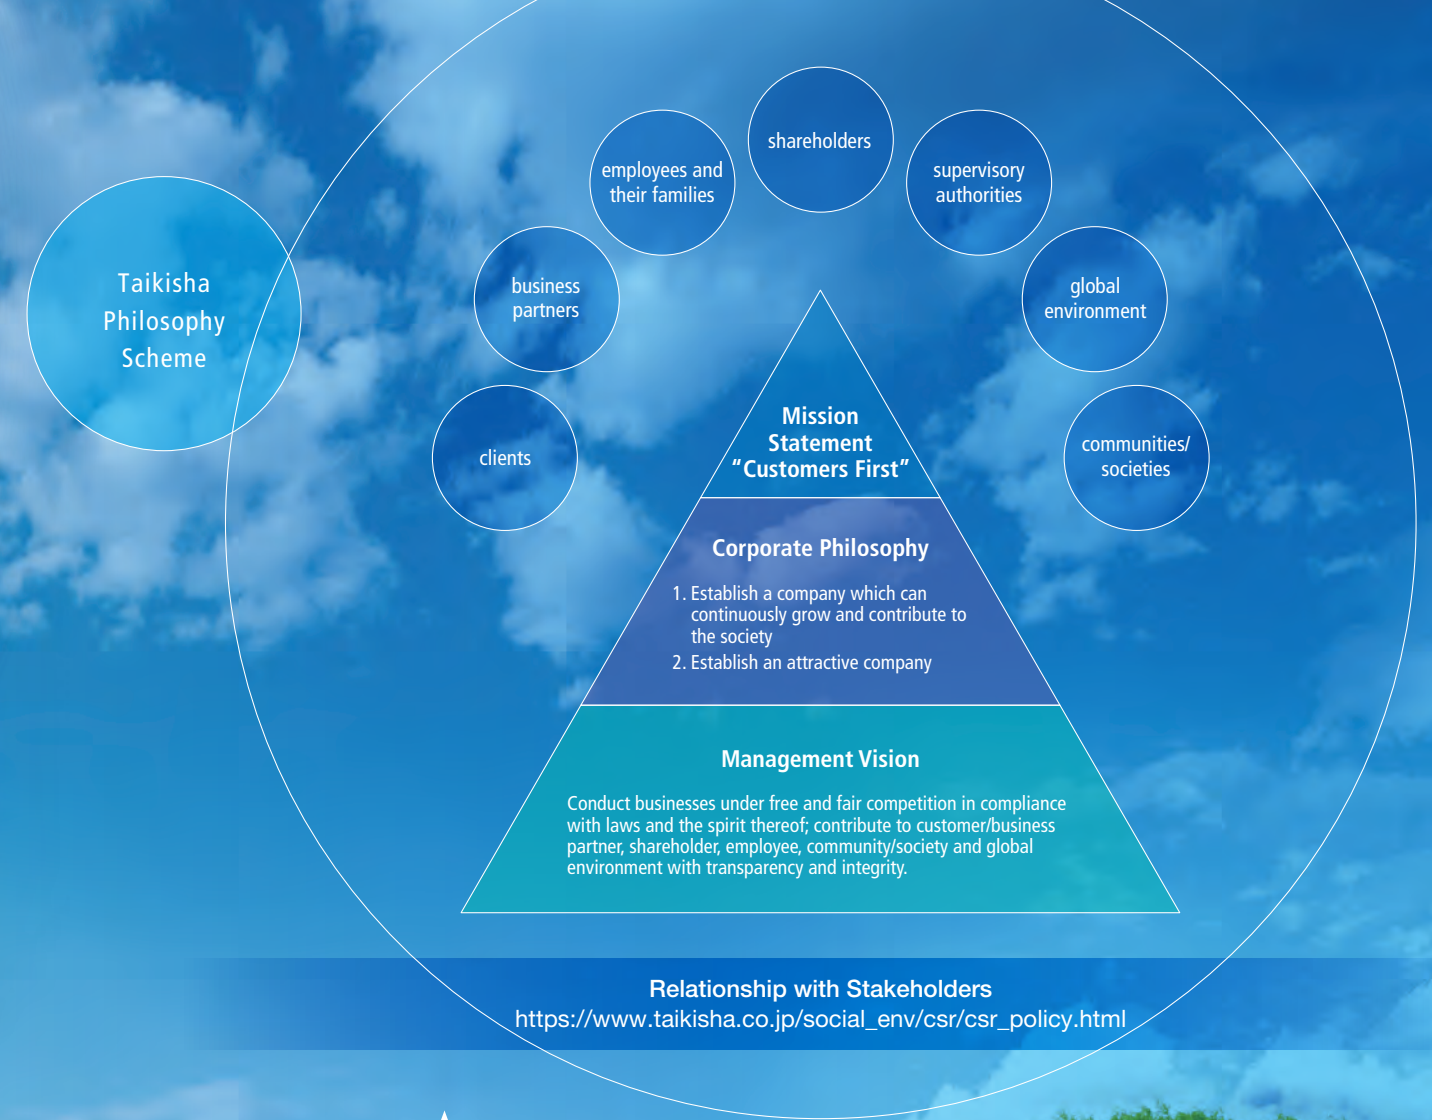 shareholders
employees and
their families
supervisory
authorities
Taikisha
Philosophy
Scheme
business
partners
global
environment
clients
communities/
societies
Mission
Statement
“Customers First”
Corporate Philosophy
1. Establish a company which can
continuously grow and contribute to
the society
2. Establish an attractive company
Management Vision
Conduct businesses under free and fair competition in compliance
with laws and the spirit thereof; contribute to customer/business
partner, shareholder, employee, community/society and global
environment with transparency and integrity.
Relationship with Stakeholders
https://www.taikisha.co.jp/social_env/csr/csr_policy.html